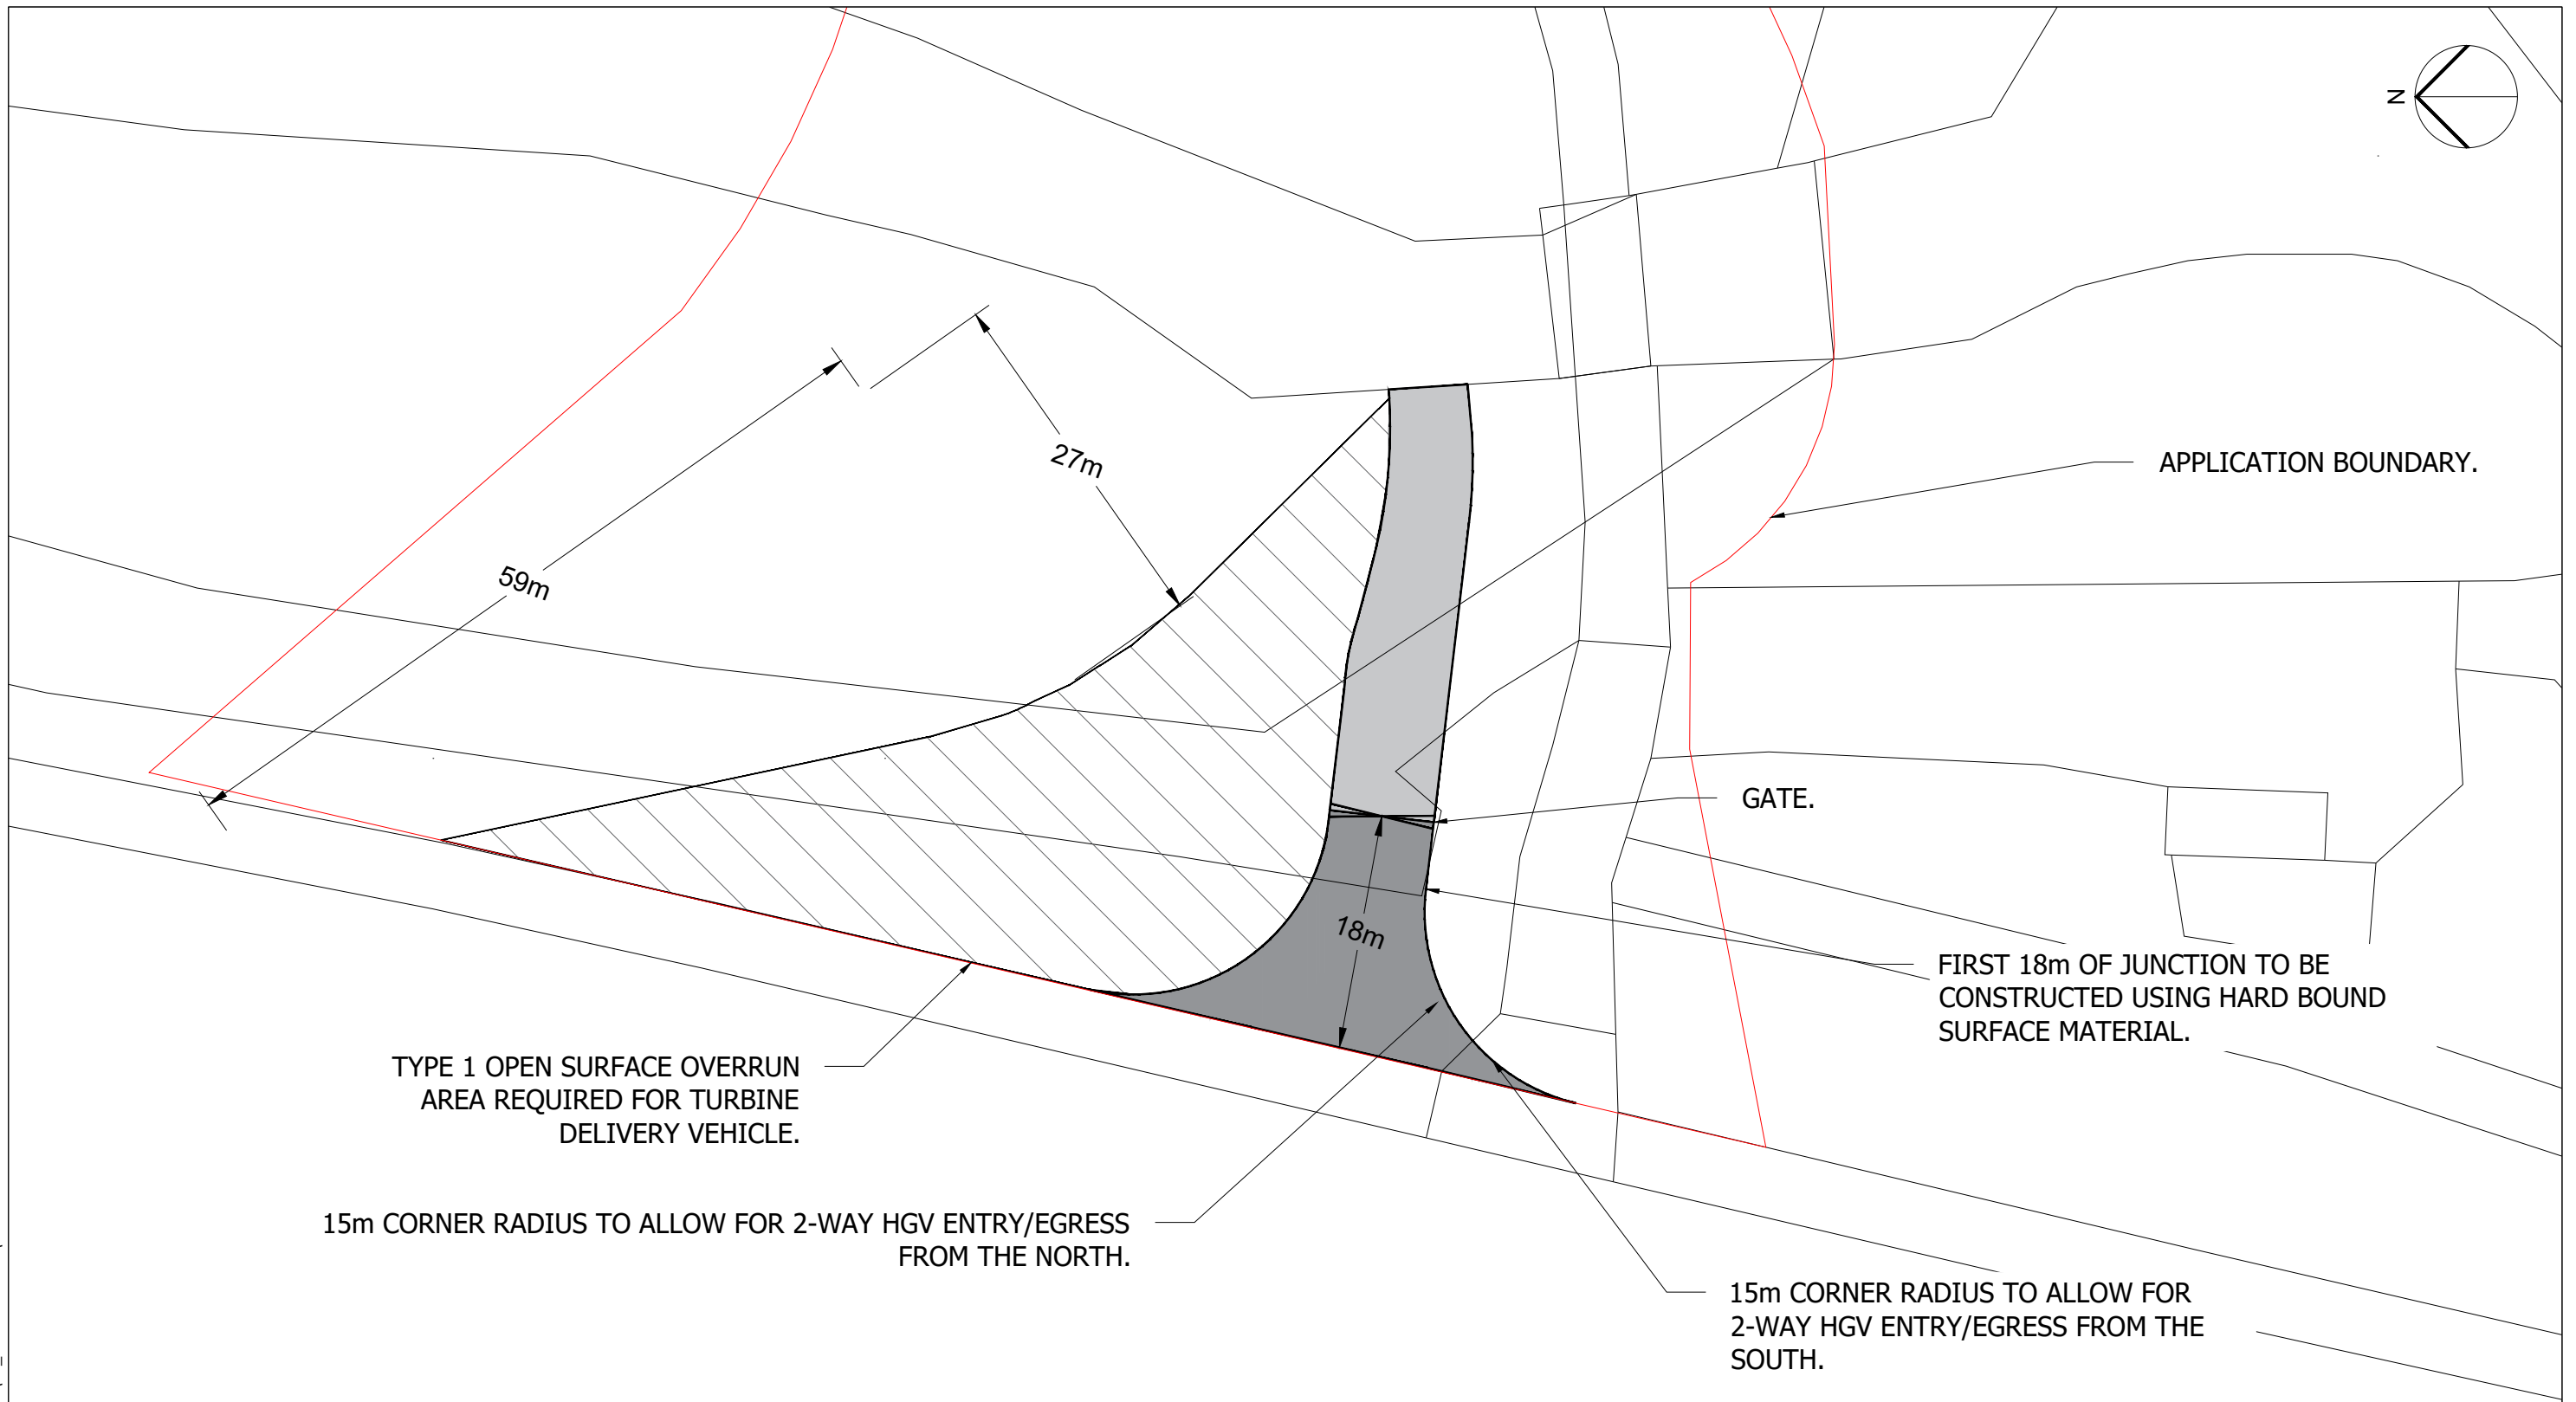 N
27m
59m
APPLICATION BOUNDARY.
GATE.
18m
FIRST 18m OF JUNCTION TO BE
CONSTRUCTED USING HARD BOUND
SURFACE MATERIAL.
TYPE 1 OPEN SURFACE OVERRUN
AREA REQUIRED FOR TURBINE
DELIVERY VEHICLE.
15m CORNER RADIUS TO ALLOW FOR 2-WAY HGV ENTRY/EGRESS
FROM THE NORTH.
15m CORNER RADIUS TO ALLOW FOR
2-WAY HGV ENTRY/EGRESS FROM THE
SOUTH.